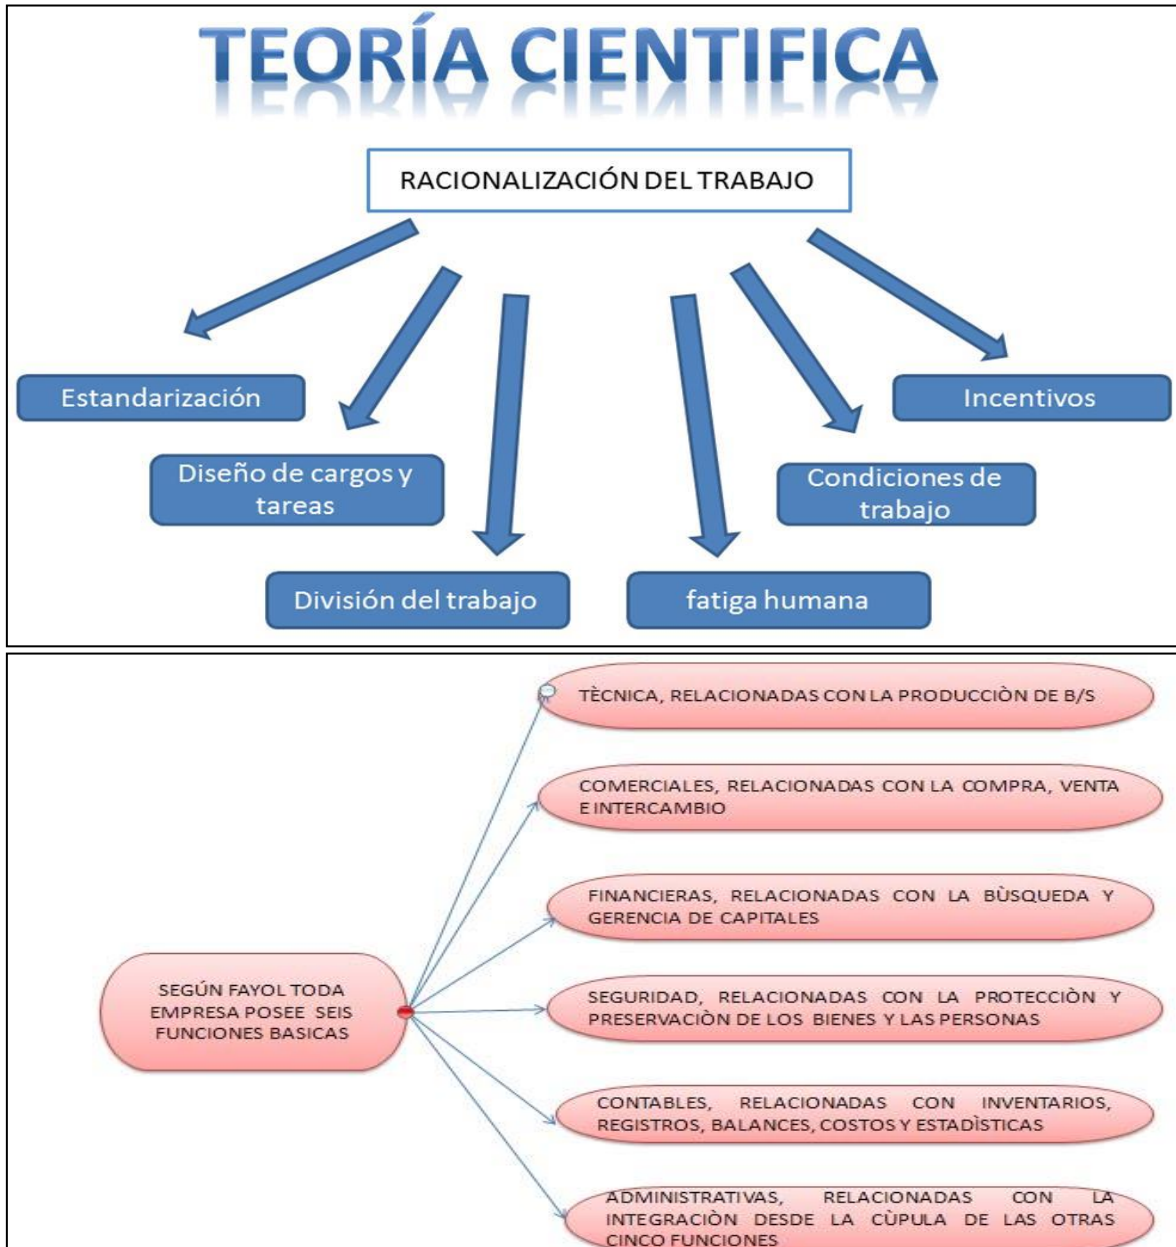 TEORÍA CIENTIFICA
RACIONALIZACIÓN DEL TRABAJO
Estandarización
Incentivos
Diseño de cargos y
tareas
Condiciones de
trabajo
División del trabajo
fatiga humana
SEGÚN FAYOL TODA
EMPRESA POSEE SEIS
FUNCIONES BASICAS
TÈCNICA, RELACIONADAS CON LA PRODUCCIÒN DE B/S
COMERCIALES, RELACIONADAS CON LA COMPRA, VENTA
E INTERCAMBIO
FINANCIERAS, RELACIONADAS CON LA BÙSQUEDA Y
GERENCIA DE CAPITALES
SEGURIDAD, RELACIONADAS CON LA PROTECCIÒN Y
PRESERVACIÒN DE LOS BIENES Y LAS PERSONAS
CONTABLES, RELACIONADAS CON INVENTARIOS,
REGISTROS, BALANCES, COSTOS Y ESTADÌSTICAS
ADMINISTRATIVAS, RELACIONADAS CON LA
INTEGRACIÒN DESDE LA CÙPULA DE LAS OTRAS
CINCO FUNCIONES